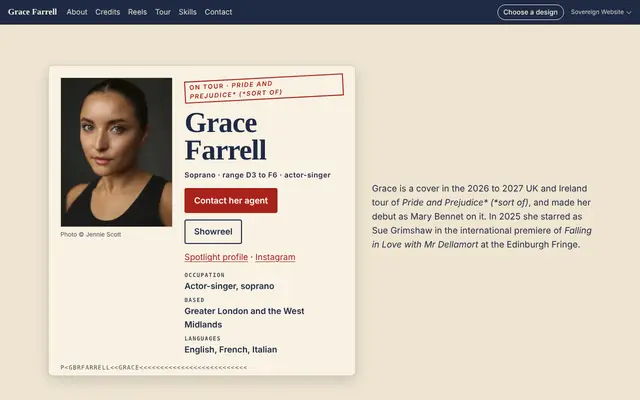 Grace Farrell About Credits Reels Tour Skills Contact Choose a design Sovereign Website
ON TOUR · PRIDE AND
PREJUDICE* (*SORT OF)
Grace
Farrell
Soprano · range D3 to F6 · actor-singer
Contact her agent
Showreel
Spotlight profile · Instagram
OCCUPATION
Actor-singer, soprano
BASED
Greater London and the West
Midlands
LANGUAGES
English, French, Italian
Photo © Jennie Scott
P<GBRFARRELL<<GRACE<<<<<<<<<<<<<<<<<<<<<<<<<<
Grace is a cover in the 2026 to 2027 UK and Ireland
tour of Pride and Prejudice* (*sort of), and made her
debut as Mary Bennet on it. In 2025 she starred as
Sue Grimshaw in the international premiere of Falling
in Love with Mr Dellamort at the Edinburgh Fringe.